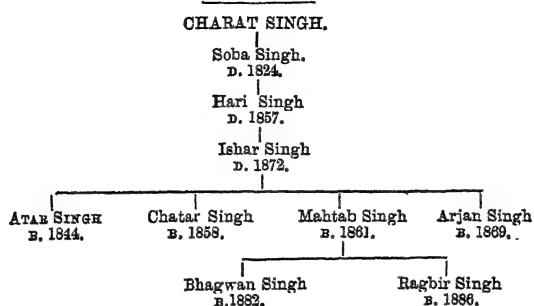 CHARAT SINGH.
Soba Singh.
D. 1824.
Hari Singh
D. 1857.
Ishar Singh
D. 1872.
ATAR SINGH Chatar Singh Mahtab Singh Arjan Singh
B. 1844. B. 1858. B. 1861. B. 1869.
Bhagwan Singh Ragbir Singh
B.1882. B. 1886.